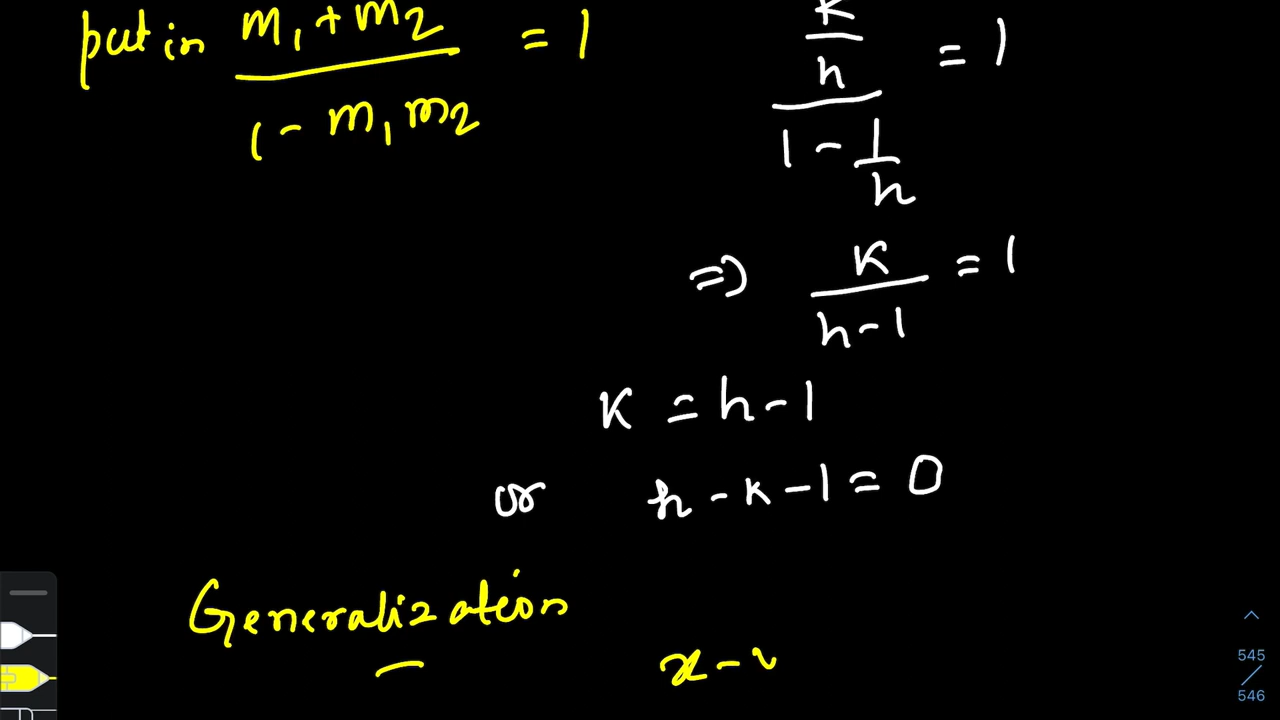 put in (m₁+m₂)/(1-m₁m₂) = 1
(K/h)/(1-1/h) = 1
=> K/(h-1) = 1
K = h-1
or h-K-1 = 0
Generalization
x-
545
546